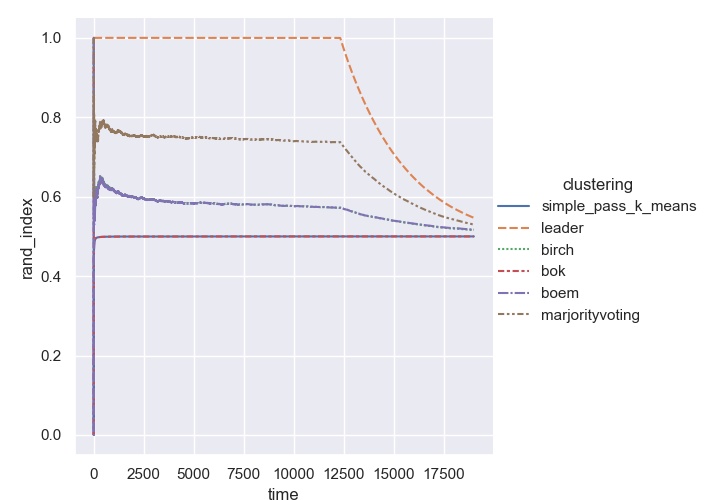 1.0
0.8
0.6
0.4
0.2
0.0
rand_index
0 2500 5000 7500 10000 12500 15000 17500
time
clustering
simple_pass_k_means
leader
birch
bok
boem
marjorityvoting